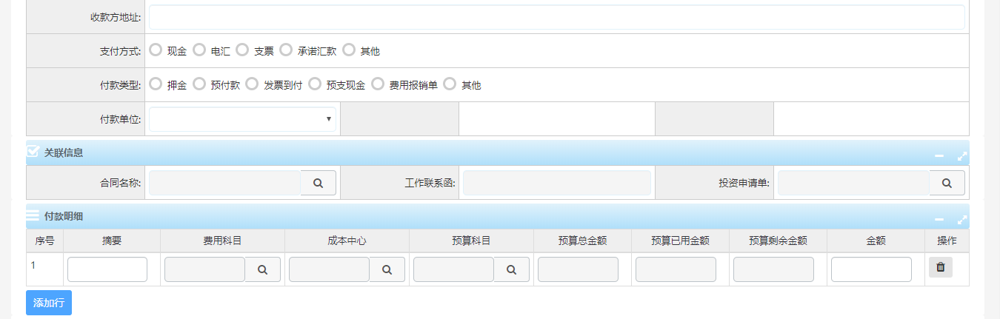 收款方地址:
支付方式: 现金 电汇 支票 承诺汇款 其他
付款类型: 押金 预付款 发票到付 预支现金 费用报销单 其他
付款单位:
关联信息
合同名称: 工作联系函: 投资申请单:
付款明细
序号 摘要 费用科目 成本中心 预算科目 预算总金额 预算已用金额 预算剩余金额 金额 操作
1
添加行